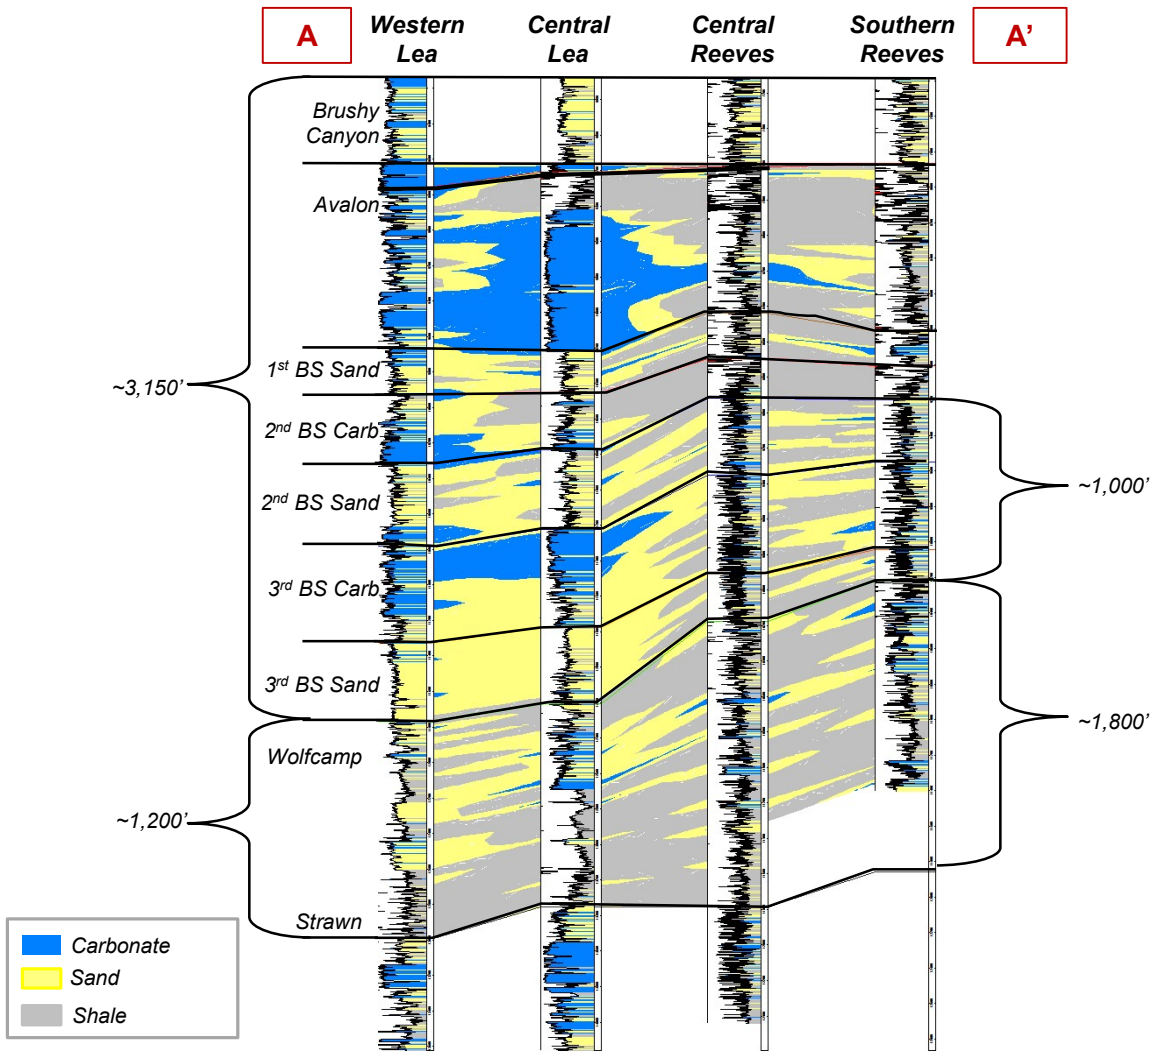 A
Western
Lea
Central
Lea
Central
Reeves
Southern
Reeves
A’
Brushy
Canyon
Avalon
1st BS Sand
~3,150’
2nd BS Carb
2nd BS Sand
~1,000’
3rd BS Carb
3rd BS Sand
~1,800’
Wolfcamp
~1,200’
Strawn
Carbonate
Sand
Shale